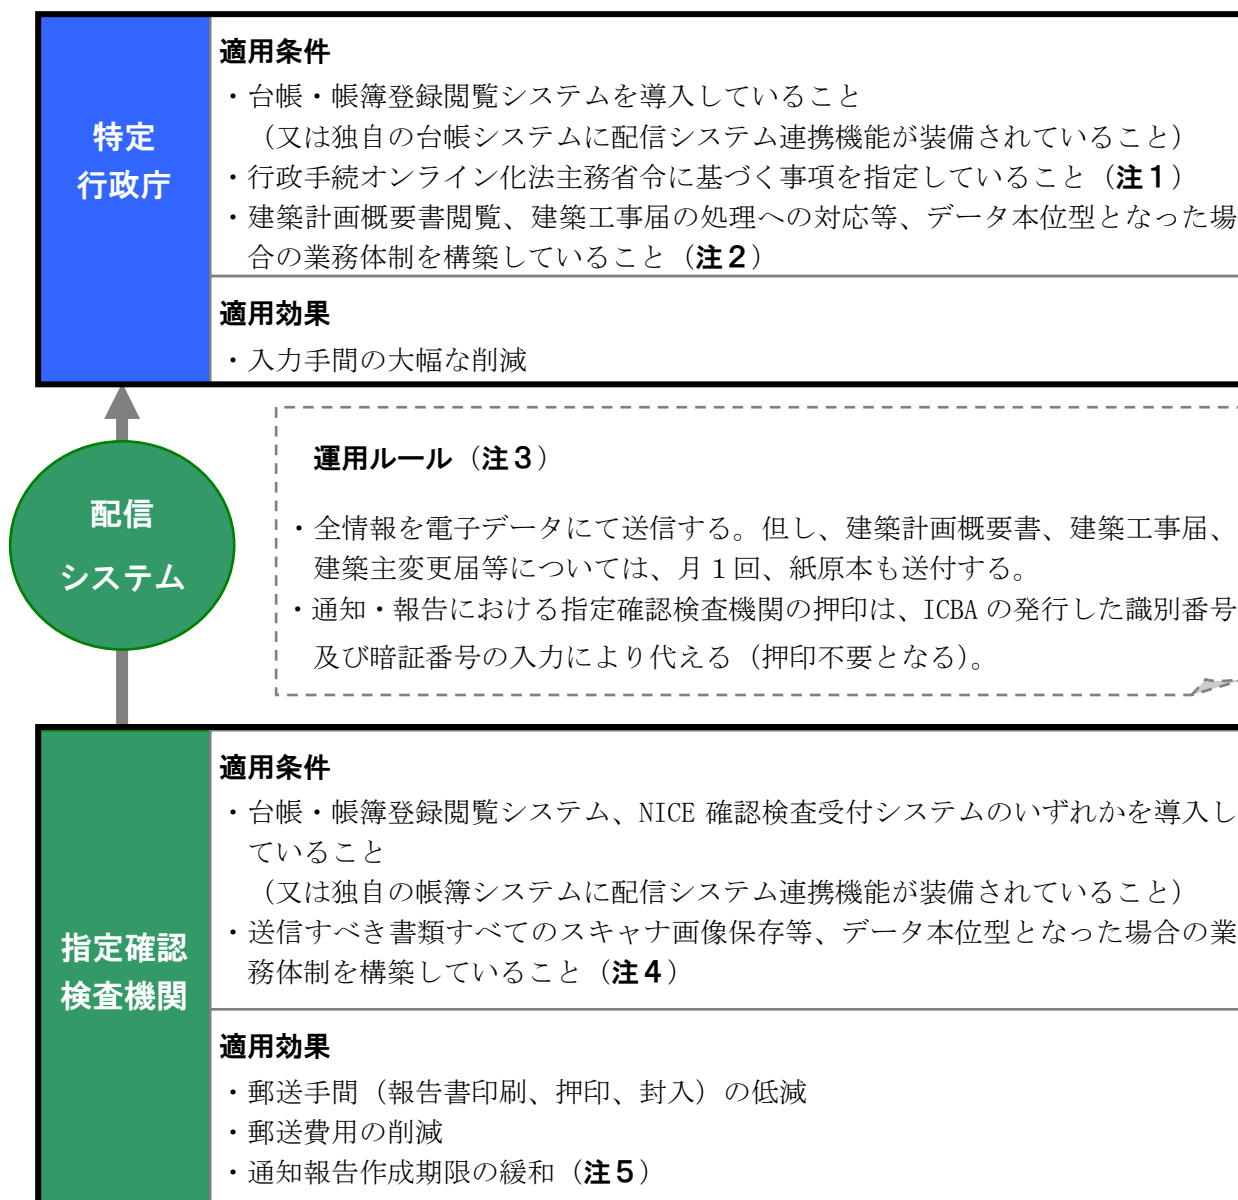 特定
行政庁
適用条件
・台帳・帳簿登録閲覧システムを導入していること
（又は独自の台帳システムに配信システム連携機能が装備されていること）
・行政手続オンライン化法主務省令に基づく事項を指定していること（注１）
・建築計画概要書閲覧、建築工事届の処理への対応等、データ本位型となった場
合の業務体制を構築していること（注２）
適用効果
・入力手間の大幅な削減
配信
システム
運用ルール（注３）
・全情報を電子データにて送信する。但し、建築計画概要書、建築工事届、
建築主変更届等については、月１回、紙原本も送付する。
・通知・報告における指定確認検査機関の押印は、ICBA の発行した識別番号
及び暗証番号の入力により代える（押印不要となる）。
指定確認
検査機関
適用条件
・台帳・帳簿登録閲覧システム、NICE 確認検査受付システムのいずれかを導入し
ていること
（又は独自の帳簿システムに配信システム連携機能が装備されていること）
・送信すべき書類すべてのスキャナ画像保存等、データ本位型となった場合の業
務体制を構築していること（注４）
適用効果
・郵送手間（報告書印刷、押印、封入）の低減
・郵送費用の削減
・通知報告作成期限の緩和（注５）